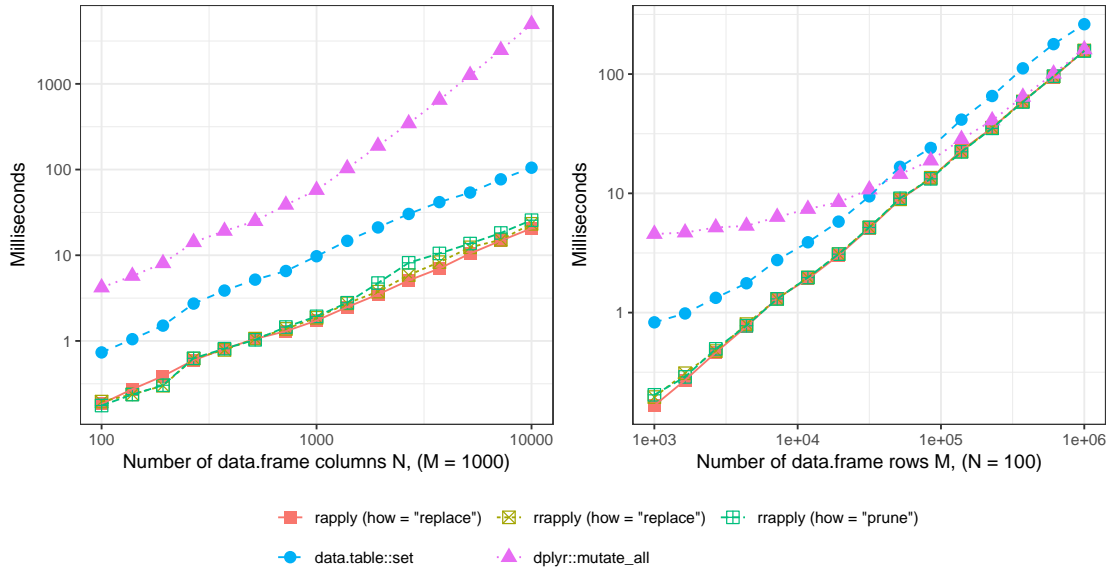 Milliseconds
1000
100
10
1
100
1000
10000
Number of data.frame columns N, (M = 1000)
Milliseconds
100
10
1
1e+03
1e+04
1e+05
1e+06
Number of data.frame rows M, (N = 100)
rapply (how = "replace")
rrapply (how = "replace")
rrapply (how = "prune")
data.table::set
dplyr::mutate_all